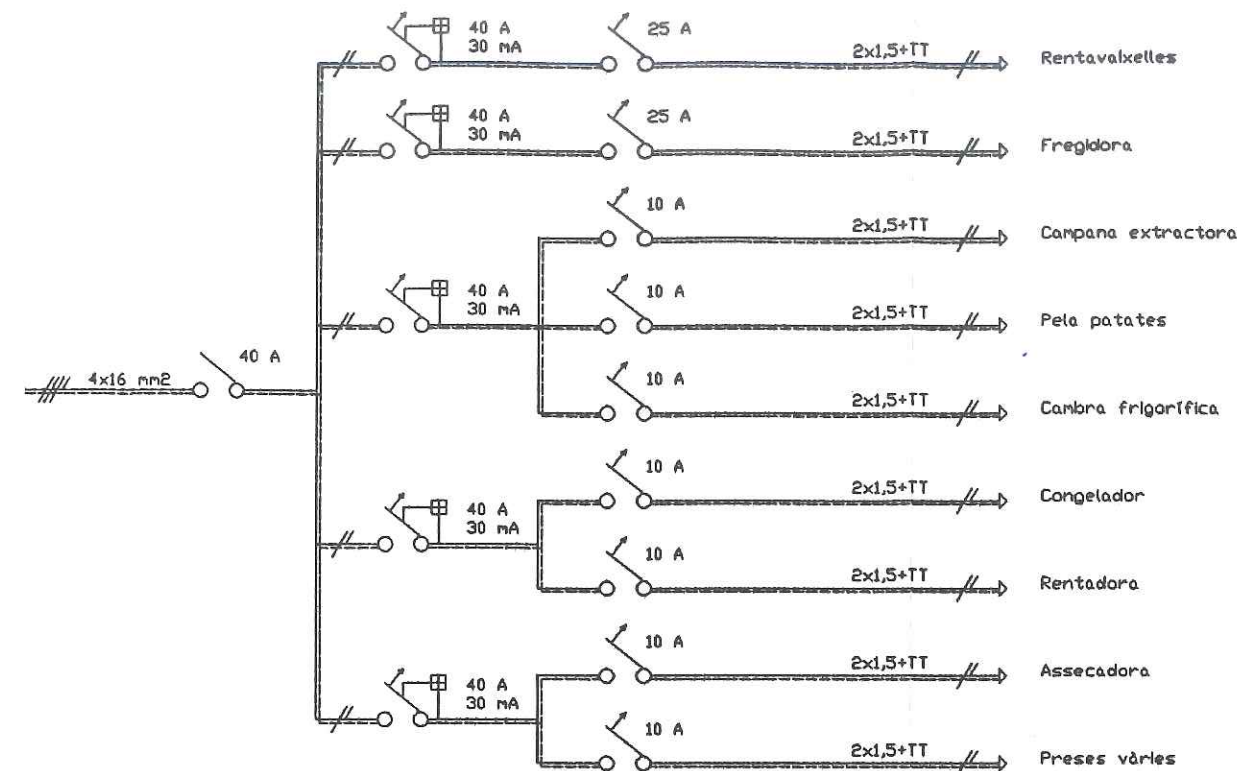 40 A
30 mA
25 A
2x1,5+TT
Rentavaixelles
40 A
30 mA
25 A
2x1,5+TT
Fregidora
10 A
2x1,5+TT
Campana extractora
40 A
30 mA
10 A
2x1,5+TT
Pela patates
4x16 mm2
40 A
10 A
2x1,5+TT
Cambra frigorífica
10 A
2x1,5+TT
Congelador
40 A
30 mA
10 A
2x1,5+TT
Rentadora
10 A
2x1,5+TT
Assecadora
40 A
30 mA
10 A
2x1,5+TT
Preses vàries